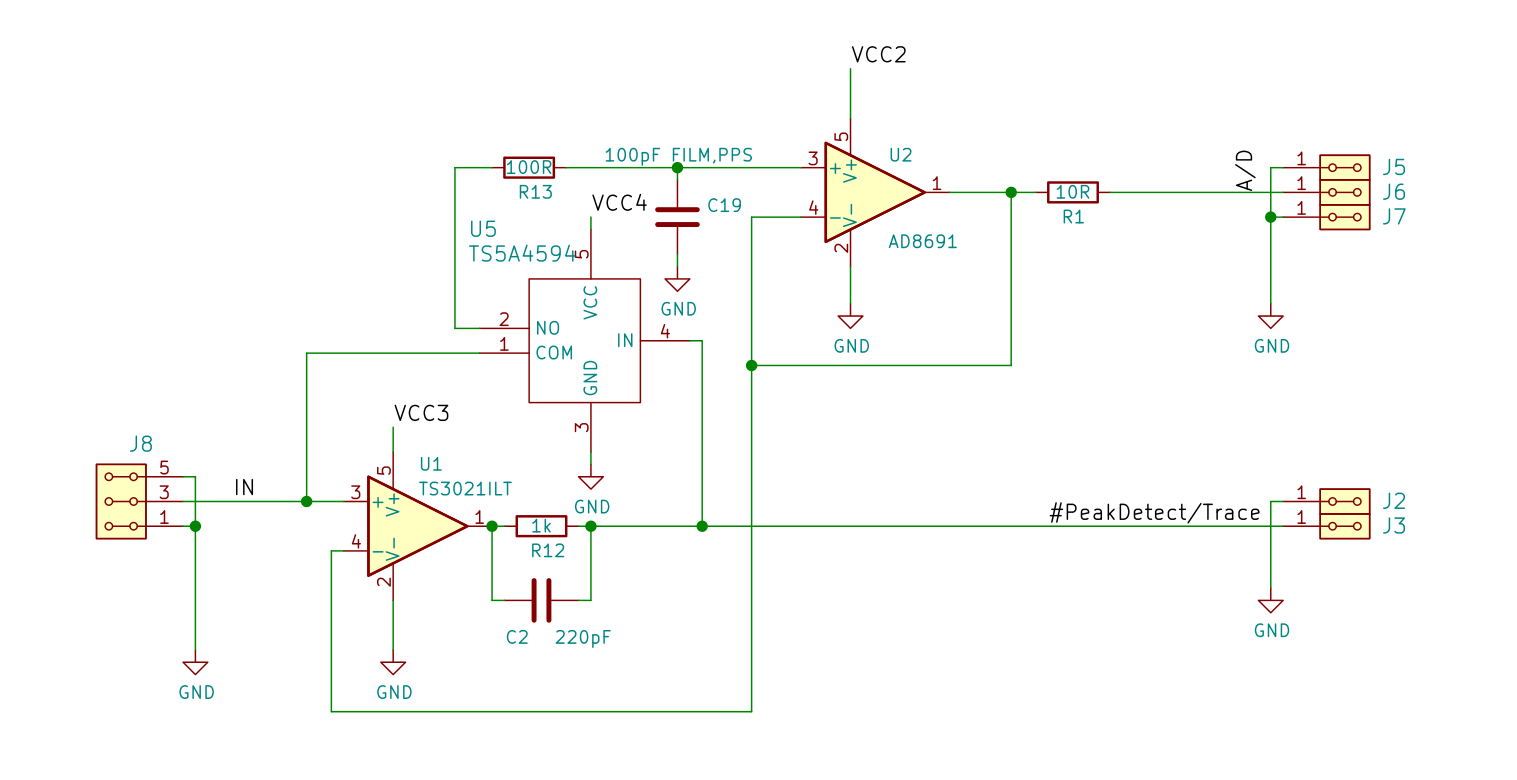 VCC2
5
100R
R13
100pF FILM,PPS
3
+
V+
U2
1
10R
R1
4
-
V-
2
AD8691
GND
A/D
1
J5
1
J6
1
J7
GND
VCC4
C19
GND
U5
TS5A4594
5
VCC
2
NO
1
COM
IN
4
GND
3
GND
VCC3
J8
5
3
1
IN
GND
U1
TS3021ILT
5
3
+
V+
4
-
V-
2
1
GND
1k
R12
C2
220pF
#PeakDetect/Trace
1
J2
1
J3
GND